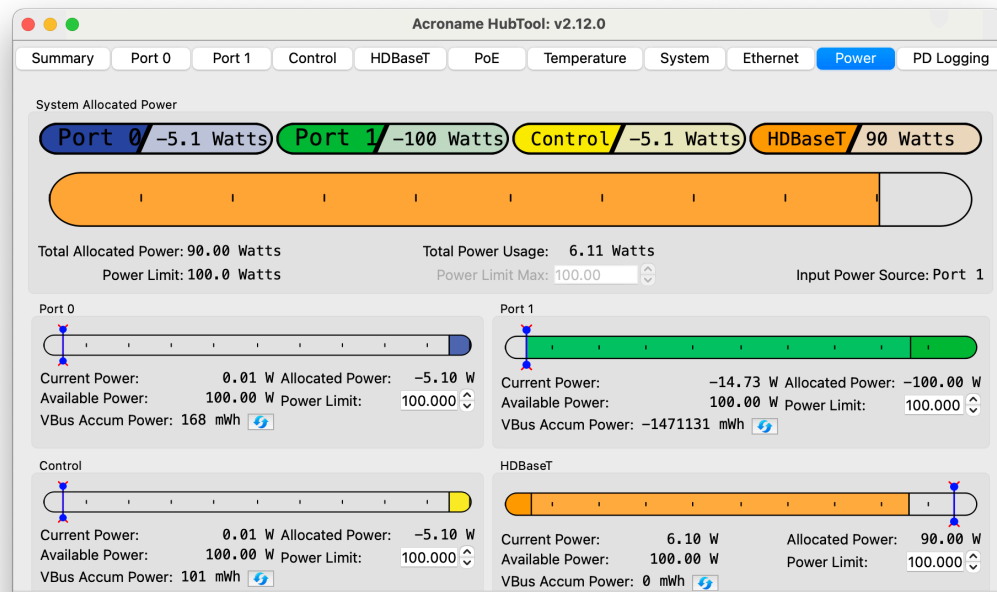 Acroname HubTool: v2.12.0
Summary Port 0 Port 1 Control HDBaseT PoE Temperature System Ethernet Power PD Logging
System Allocated Power
Port 0 -5.1 Watts Port 1 -100 Watts Control -5.1 Watts HDBaseT 90 Watts
Total Allocated Power: 90.00 Watts Total Power Usage: 6.11 Watts
Power Limit: 100.0 Watts Power Limit Max: 100.00 Input Power Source: Port 1
Port 0
Current Power: 0.01 W Allocated Power: -5.10 W
Available Power: 100.00 W Power Limit: 100.000
VBus Accum Power: 168 mWh
Port 1
Current Power: -14.73 W Allocated Power: -100.00 W
Available Power: 100.00 W Power Limit: 100.000
VBus Accum Power: -1471131 mWh
Control
Current Power: 0.01 W Allocated Power: -5.10 W
Available Power: 100.00 W Power Limit: 100.000
VBus Accum Power: 101 mWh
HDBaseT
Current Power: 6.10 W Allocated Power: 90.00 W
Available Power: 100.00 W Power Limit: 100.000
VBus Accum Power: 0 mWh